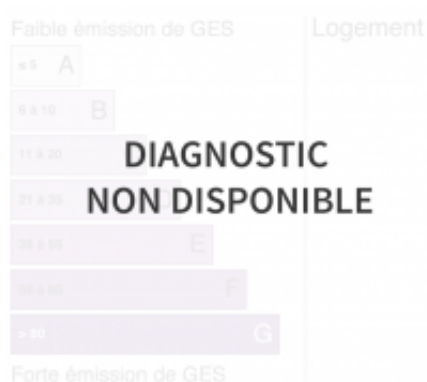 Faible émission de GES
Logement
≤ 5 A
6 à 10 B
11 à 20
DIAGNOSTIC
21 à 35 D
NON DISPONIBLE
36 à 55 E
56 à 80 F
> 80 G
Forte émission de GES